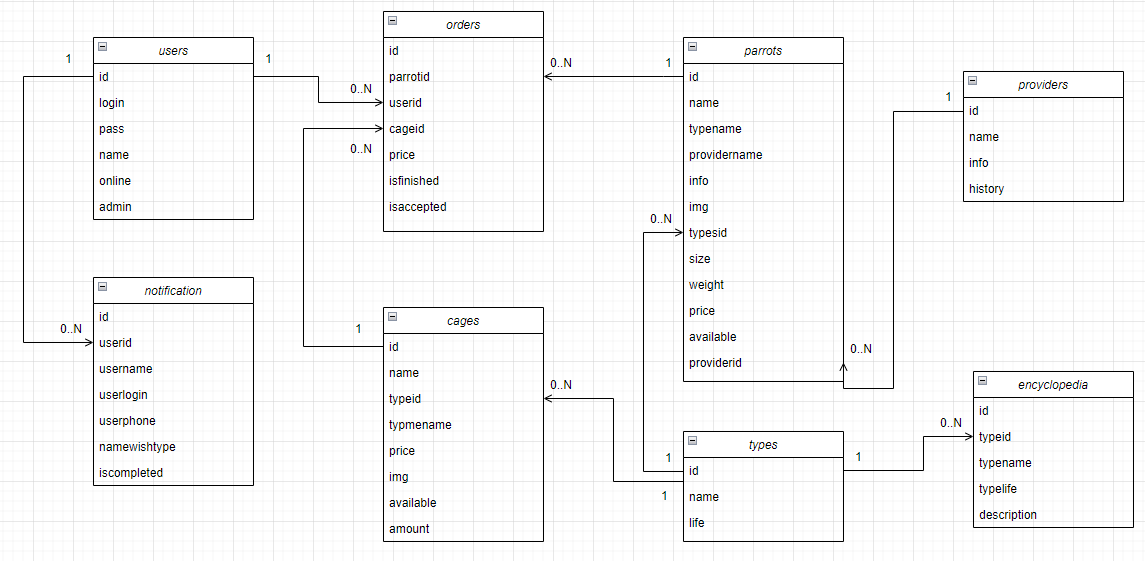 users
id
login
pass
name
online
admin
1
1
0..N
orders
id
parrotid
userid
cageid
price
isfinished
isaccepted
0..N
0..N
1
parrots
id
name
typename
providername
info
img
typesid
size
weight
price
available
providerid
0..N
0..N
1
providers
id
name
info
history
notification
id
userid
username
userlogin
userphone
namewishtype
iscompleted
0..N
1
cages
id
name
typeid
typmename
price
img
available
amount
0..N
1
1
types
id
name
life
1
0..N
encyclopedia
id
typeid
typename
typelife
description